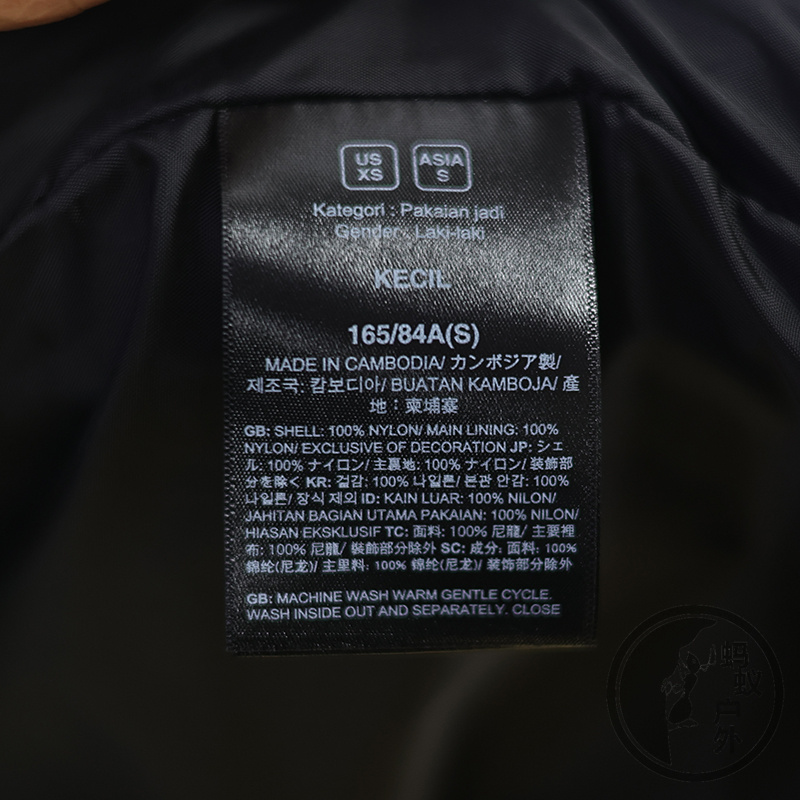 US
XS
ASIA
S
Kategori : Pakaian jadi
Gender : Laki-laki
KECIL
165/84A(S)
MADE IN CAMBODIA/ カンボジア製/
제조국: 캄보디아/ BUATAN KAMBOJA/ 產
地：柬埔寨
GB: SHELL: 100% NYLON/ MAIN LINING: 100%
NYLON/ EXCLUSIVE OF DECORATION JP: シェ
ル: 100% ナイロン/ 主裏地: 100% ナイロン/ 装飾部
分を除く KR: 겉감: 100% 나일론/ 본판 안감: 100%
나일론/ 장식 제외 ID: KAIN LUAR: 100% NILON/
JAHITAN BAGIAN UTAMA PAKAIAN: 100% NILON/
HIASAN EKSKLUSIF TC: 面料: 100% 尼龍/ 主要裡
布: 100% 尼龍/ 裝飾部分除外 SC: 成分: 面料: 100%
锦纶(尼龙)/ 主里料: 100% 锦纶(尼龙)/ 装饰部分除外
GB: MACHINE WASH WARM GENTLE CYCLE.
WASH INSIDE OUT AND SEPARATELY. CLOSE
蚂蚁户外